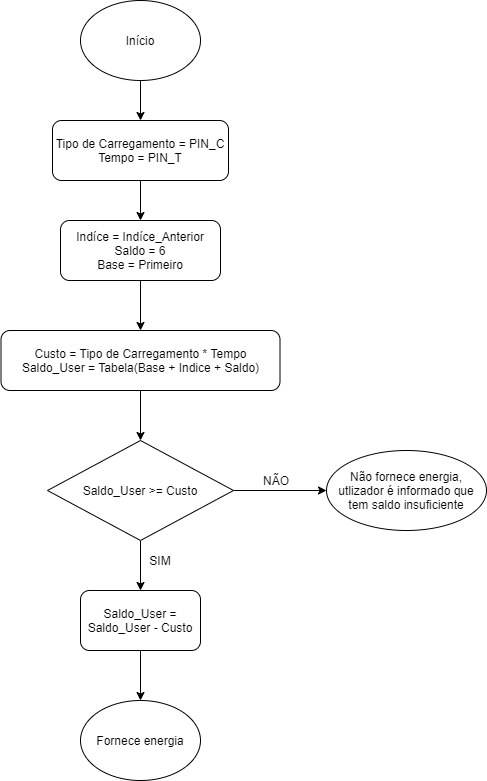 Início
Tipo de Carregamento = PIN_C
Tempo = PIN_T
Indíce = Indíce_Anterior
Saldo = 6
Base = Primeiro
Custo = Tipo de Carregamento * Tempo
Saldo_User = Tabela(Base + Indice + Saldo)
Saldo_User >= Custo
NÃO
Não fornece energia,
utlizador é informado que
tem saldo insuficiente
SIM
Saldo_User =
Saldo_User - Custo
Fornece energia